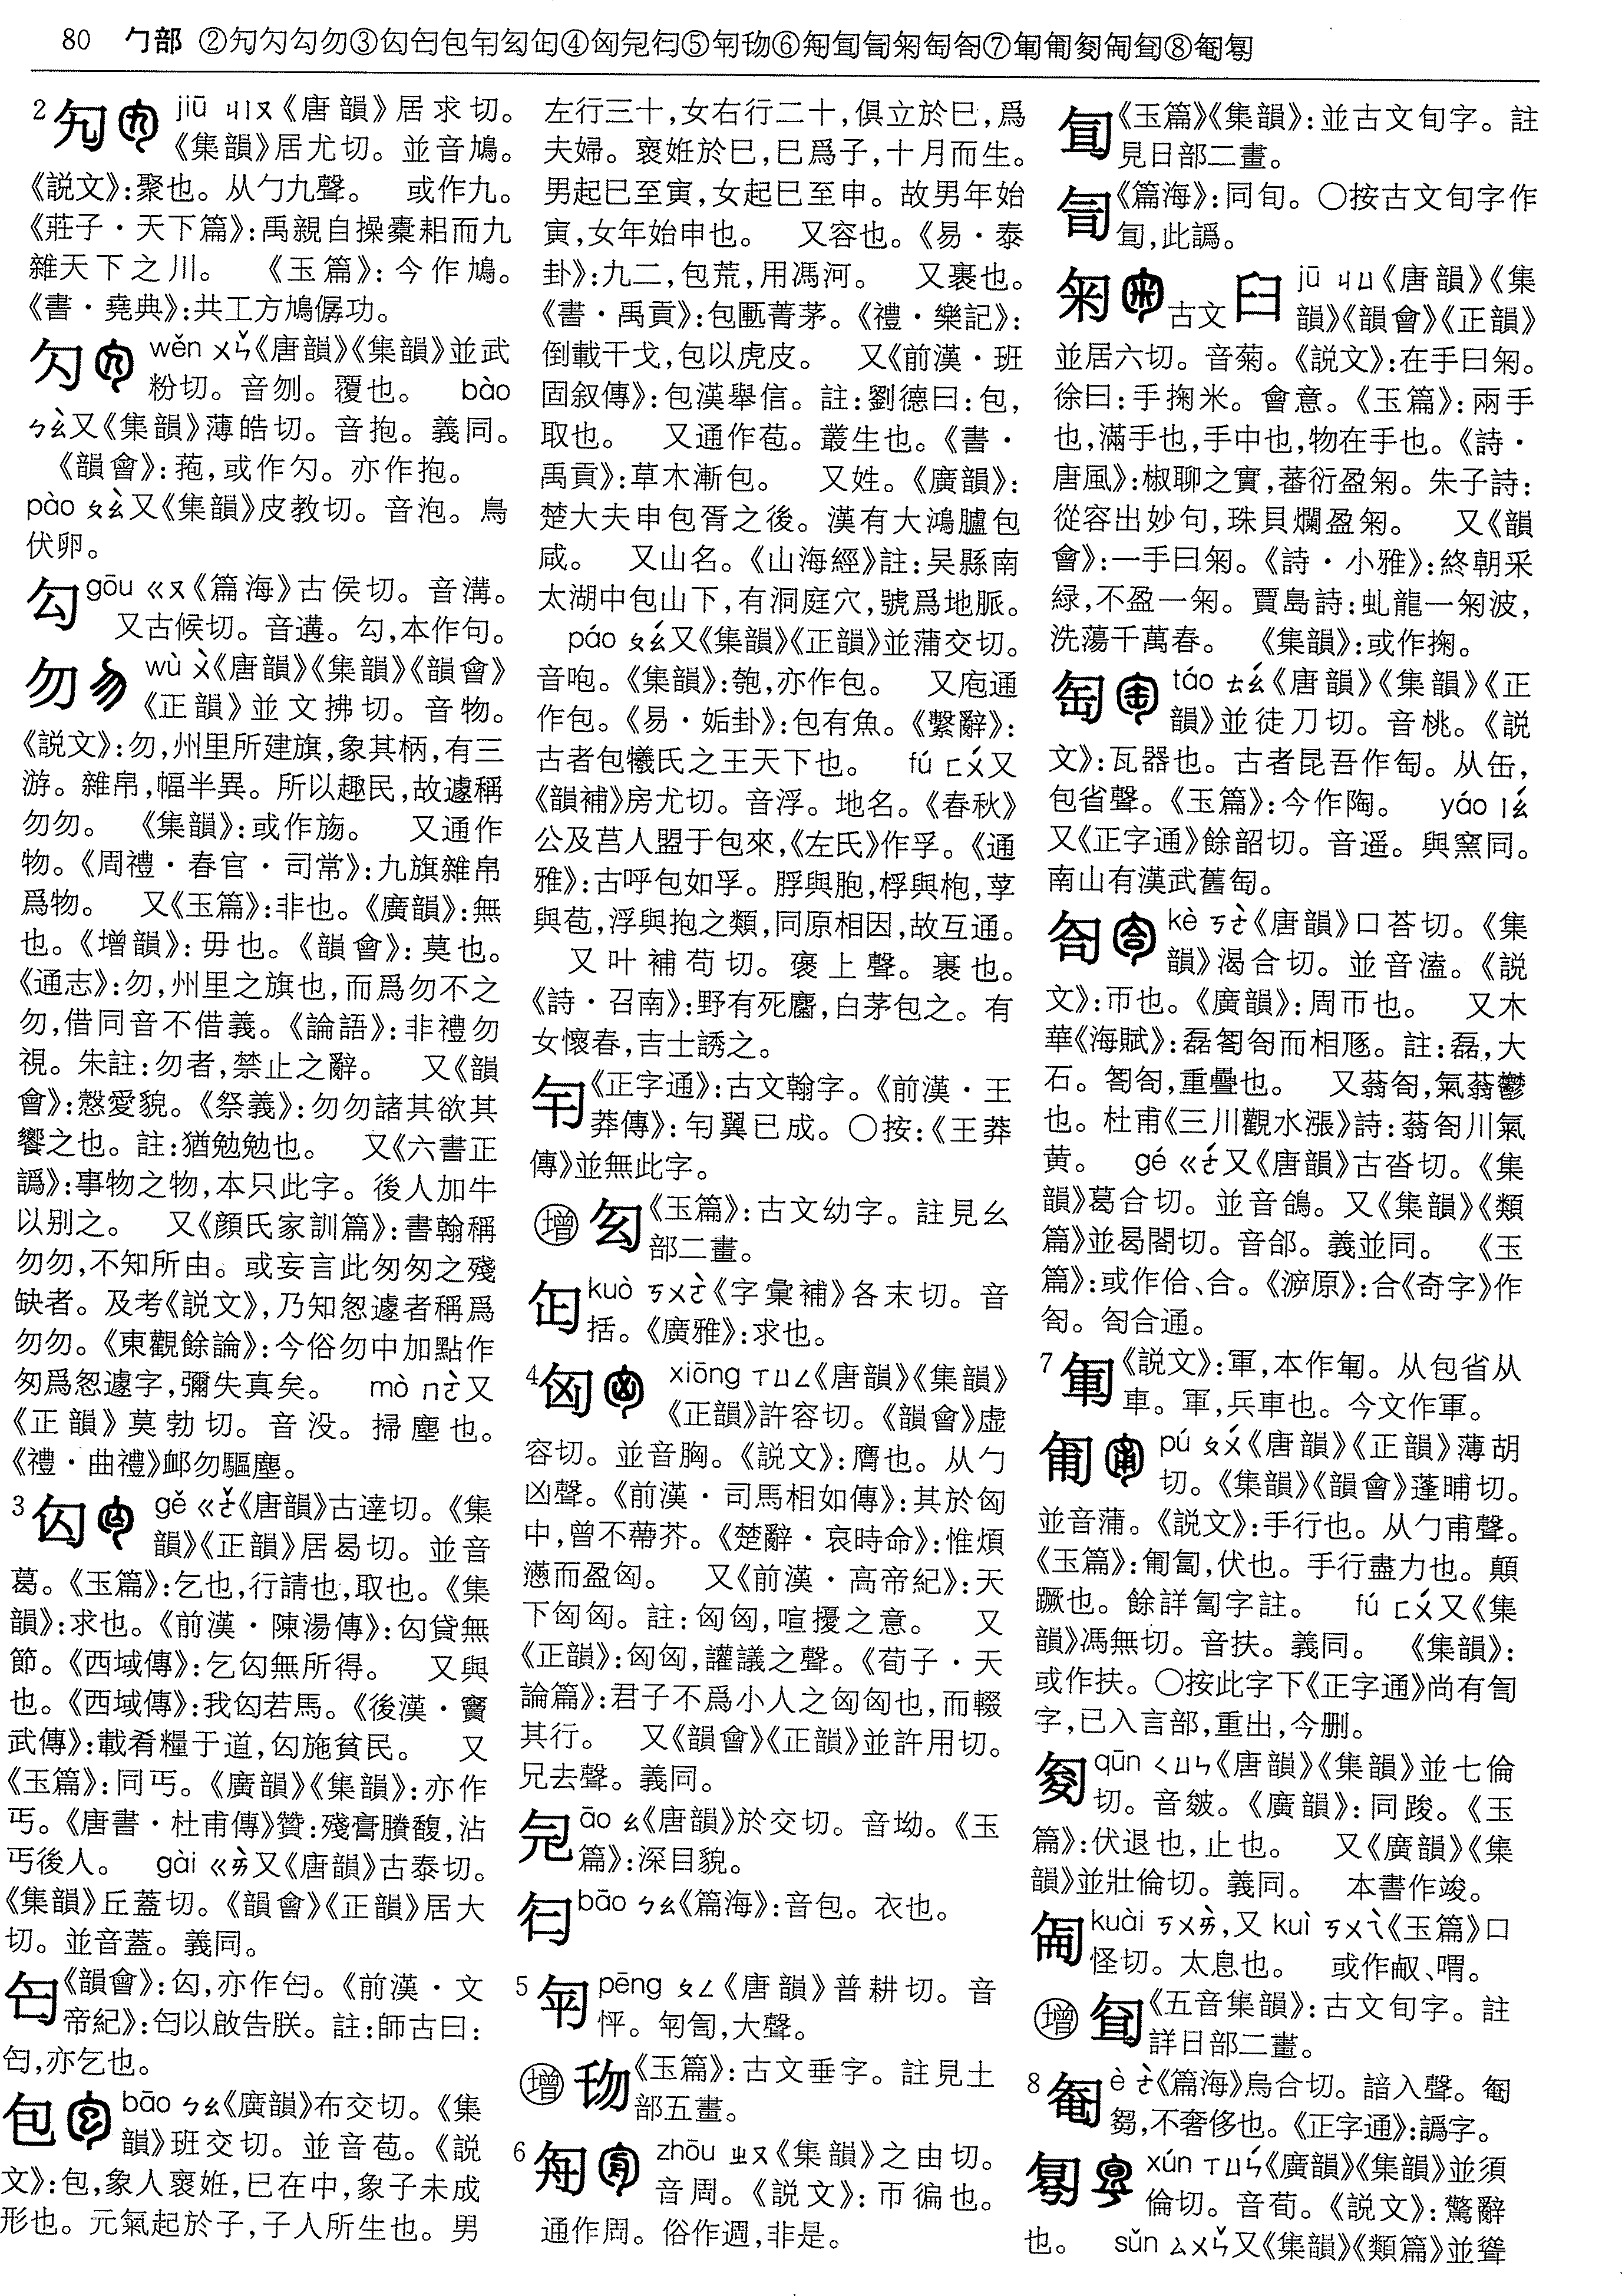 80 勹部 ②勼勽勾勿③匃匄包匉幻㔩④匈
2 勼 jiū ㄐㄧㄡ《唐韻》居求切。
《集韻》居尤切。並音鳩。
《説文》:聚也。从勹九聲。 或作九。
《莊子·天下篇》:禹親自操橐耜而九
雜天下之川。 《玉篇》:今作鳩。
《書·堯典》:共工方鳩僝功。
wěn ㄨㄣˇ《唐韻》《集韻》並武
粉切。音刎。覆也。 bào
ㄅㄠˋ又《集韻》薄皓切。音抱。義同。
《韻會》:菢,或作勽。亦作抱。
pào ㄆㄠˋ又《集韻》皮教切。音泡。鳥
伏卵。
勾 gōu ㄍㄡ《篇海》古侯切。音溝。
又古候切。音遘。勾,本作句。
勿 wù ㄨˋ《唐韻》《集韻》《韻會》
《正韻》並文拂切。音物。
《説文》:勿,州里所建旗,象其柄,有三
游。雜帛,幅半異。所以趣民,故遽稱
勿勿。 《集韻》:或作㫚。 又通作
物。《周禮·春官·司常》:九旗雜帛
爲物。 又《玉篇》:非也。《廣韻》:無
也。《增韻》:毋也。《韻會》:莫也。
《通志》:勿,州里之旗也,而爲勿不之
勿,借同音不借義。《論語》:非禮勿
視。朱註:勿者,禁止之辭。 又《韻
會》:慤愛貌。《祭義》:勿勿諸其欲其
饗之也。註:猶勉勉也。 又《六書正
譌》:事物之物,本只此字。後人加牛
以别之。 又《顔氏家訓篇》:書翰稱
勿勿,不知所由。或妄言此匆匆之殘
缺者。及考《説文》,乃知怱遽者稱爲
勿勿。《東觀餘論》:今俗勿中加點作
匆爲怱遽字,彌失真矣。 mò ㄇㄛˋ又
《正韻》莫勃切。音没。掃塵也。
《禮·曲禮》䘏勿驅塵。
3 匃 gě ㄍㄜˇ《唐韻》古達切。《集
韻》《正韻》居曷切。並音
葛。《玉篇》:乞也,行請也,取也。《集
韻》:求也。《前漢·陳湯傳》:匃貸無
節。《西域傳》:乞匃無所得。 又與
也。《西域傳》:我匃若馬。《後漢·竇
武傳》:載肴糧于道,匃施貧民。 又
《玉篇》:同丐。《廣韻》《集韻》:亦作
丐。《唐書·杜甫傳》贊:殘膏賸馥,沾
丐後人。 gài ㄍㄞˋ又《唐韻》古泰切。
《集韻》丘蓋切。《韻會》《正韻》居大
切。並音蓋。義同。
匄《韻會》:匃,亦作匄。《前漢·文
帝紀》:匄以啟告朕。註:師古曰:
匄,亦乞也。
包 bāo ㄅㄠ《廣韻》布交切。《集
韻》班交切。並音苞。《説
文》:包,象人褢妊,巳在中,象子未成
形也。元氣起於子,子人所生也。男
左行三十,女右行二十,俱立於巳,爲
夫婦。褢妊於巳,巳爲子,十月而生。
男起巳至寅,女起巳至申。故男年始
寅,女年始申也。 又容也。《易·泰
卦》:九二,包荒,用馮河。 又裹也。
《書·禹貢》:包匭菁茅。《禮·樂記》:
倒載干戈,包以虎皮。 又《前漢·班
固叙傳》:包漢舉信。註:劉德曰:包,
取也。 又通作苞。叢生也。《書·
禹貢》:草木漸包。 又姓。《廣韻》:
楚大夫申包胥之後。漢有大鴻臚包
咸。 又山名。《山海經》註:吴縣南
太湖中包山下,有洞庭穴,號爲地脈。
páo ㄆㄠˊ又《集韻》《正韻》並蒲交切。
音咆。《集韻》:匏,亦作包。 又庖通
作包。《易·姤卦》:包有魚。《繫辭》:
古者包犧氏之王天下也。 fú ㄈㄨˊ又
《韻補》房尤切。音浮。地名。《春秋》
公及莒人盟于包來,《左氏》作孚。《通
雅》:古呼包如孚。脬與胞,桴與枹,莩
與苞,浮與抱之類,同原相因,故互通。
又叶補苟切。褒上聲。裹也。
《詩·召南》:野有死麕,白茅包之。有
女懷春,吉士誘之。
《正字通》:古文翰字。《前漢·王
莽傳》:匉翼已成。〇按:《王莽
傳》並無此字。
增 《玉篇》:古文幼字。註見幺
部二畫。
kuò ㄎㄨㄛˋ《字彙補》各末切。音
括。《廣雅》:求也。
4 匈 xiōng ㄒㄩㄥ《唐韻》《集韻》
《正韻》許容切。《韻會》虚
容切。並音胸。《説文》:膺也。从勹
凶聲。《前漢·司馬相如傳》:其於匈
中,曾不蔕芥。《楚辭·哀時命》:惟煩
懣而盈匈。 又《前漢·高帝紀》:天
下匈匈。註:匈匈,喧擾之意。 又
《正韻》:匈匈,讙議之聲。《荀子·天
論篇》:君子不爲小人之匈匈也,而輟
其行。 又《韻會》《正韻》並許用切。
兄去聲。義同。
āo ㄠ《唐韻》於交切。音坳。《玉
篇》:深目貌。
bāo ㄅㄠ《篇海》:音包。衣也。
5 匉 pēng ㄆㄥ《唐韻》普耕切。音
怦。匉訇,大聲。
增 《玉篇》:古文垂字。註見土
部五畫。
6 匊 zhōu ㄓㄡ《集韻》之由切。
音周。《説文》:帀徧也。
通作周。俗作週,非是。
《玉篇》《集韻》:並古文旬字。註
見日部二畫。
《篇海》:同旬。〇按古文旬字作
,此譌。
匊 古文 臼 jū ㄐㄩ《唐韻》《集
韻》《韻會》《正韻》
並居六切。音菊。《説文》:在手曰匊。
徐曰:手掬米。會意。《玉篇》:兩手
也,滿手也,手中也,物在手也。《詩·
唐風》:椒聊之實,蕃衍盈匊。朱子詩:
從容出妙句,珠貝爛盈匊。 又《韻
會》:一手曰匊。《詩·小雅》:終朝采
緑,不盈一匊。賈島詩:虬龍一匊波,
洗蕩千萬春。 《集韻》:或作掬。
匋 táo ㄊㄠˊ《唐韻》《集韻》《正
韻》並徒刀切。音桃。《説
文》:瓦器也。古者昆吾作匋。从缶,
包省聲。《玉篇》:今作陶。 yáo ㄧㄠˊ
又《正字通》餘韶切。音遥。與窯同。
南山有漢武舊匋。
匌 kè ㄎㄜˋ《唐韻》口荅切。《集
韻》渴合切。並音溘。《説
文》:帀也。《廣韻》:周帀也。 又木
華《海賦》:磊匒匌而相豗。註:磊,大
石。匒匌,重疊也。 又蓊匌,氣蓊鬱
也。杜甫《三川觀水漲》詩:蓊匌川氣
黄。 gé ㄍㄜˊ又《唐韻》古沓切。《集
韻》葛合切。並音鴿。又《集韻》《類
篇》並曷閤切。音郃。義並同。 《玉
篇》:或作佮、合。《㴑原》:合《奇字》作
匌。匌合通。
7 《説文》:軍,本作𠣞。从包省从
車。軍,兵車也。今文作軍。
匍 pú ㄆㄨˊ《唐韻》《正韻》薄胡
切。《集韻》《韻會》蓬晡切。
並音蒲。《説文》:手行也。从勹甫聲。
《玉篇》:匍匐,伏也。手行盡力也。顛
蹶也。餘詳匐字註。 fú ㄈㄨˊ又《集
韻》馮無切。音扶。義同。 《集韻》:
或作扶。〇按此字下《正字通》尚有訇
字,已入言部,重出,今删。
qūn ㄑㄩㄣ《唐韻》《集韻》並七倫
切。音皴。《廣韻》:同踆。《玉
篇》:伏退也,止也。 又《廣韻》《集
韻》並壯倫切。義同。 本書作竣。
kuài ㄎㄨㄞˋ,又 kuì ㄎㄨㄟˋ《玉篇》口
怪切。太息也。 或作㕟、喟。
增 《五音集韻》:古文旬字。註
詳日部二畫。
8 匎 è ㄜˋ《篇海》烏合切。諳入聲。匎
芻,不奢侈也。《正字通》:譌字。
xún ㄒㄩㄣˊ《廣韻》《集韻》並須
倫切。音荀。《説文》:驚辭
也。 sǔn ㄙㄨㄣˇ又《集韻》《類篇》並聳